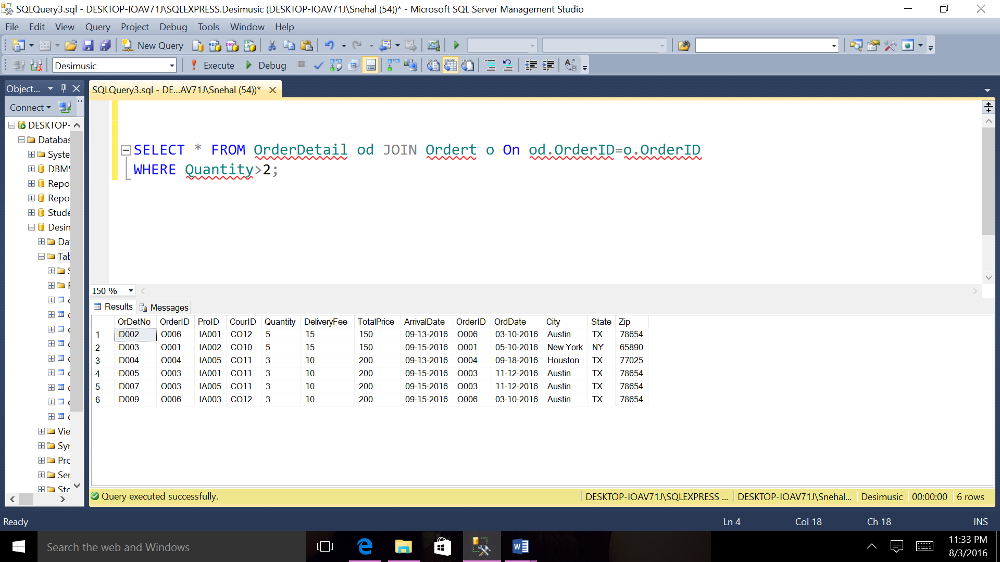 SQLQuery3.sql - DESKTOP-IOAV71J\SQLEXPRESS.Desimusic (DESKTOP-IOAV71J\Snehal (54))* - Microsoft SQL Server Management Studio
File Edit View Query Project Debug Tools Window Help
New Query
Desimusic Execute Debug
Object... SQLQuery3.sql - DE...AV71J\Snehal (54))*
Connect
DESKTOP-
Databas
Syste
DBMS
Repo
Repo
Stude
Desim
Da
Tab
Vie
Syn
Pro
Ser
Sto
SELECT * FROM OrderDetail od JOIN Ordert o On od.OrderID=o.OrderID
WHERE Quantity>2;
150 %
Results Messages
OrDetNo OrderID ProID CourID Quantity DeliveryFee TotalPrice ArrivalDate OrderID OrdDate City State Zip
1 D002 O006 IA001 CO12 5 15 150 09-13-2016 O006 03-10-2016 Austin TX 78654
2 D003 O001 IA002 CO10 5 15 150 09-15-2016 O001 05-10-2016 New York NY 65890
3 D004 O004 IA005 CO11 3 10 200 09-13-2016 O004 09-18-2016 Houston TX 77025
4 D005 O003 IA001 CO11 3 10 200 09-15-2016 O003 11-12-2016 Austin TX 78654
5 D007 O003 IA005 CO11 3 10 200 09-15-2016 O003 11-12-2016 Austin TX 78654
6 D009 O006 IA003 CO12 3 10 200 09-15-2016 O006 03-10-2016 Austin TX 78654
Query executed successfully. DESKTOP-IOAV71J\SQLEXPRESS ... DESKTOP-IOAV71J\Snehal... Desimusic 00:00:00 6 rows
Ready Ln 4 Col 18 Ch 18 INS
Search the web and Windows
11:33 PM
8/3/2016